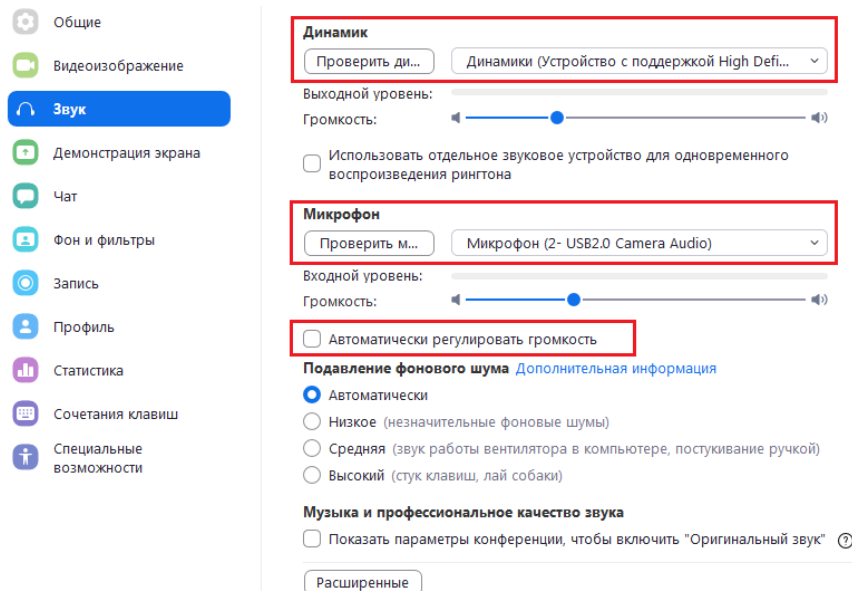 Общие
Видеоизображение
Звук
Демонстрация экрана
Чат
Фон и фильтры
Запись
Профиль
Статистика
Сочетания клавиш
Специальные
возможности
Динамик
Проверить ди...
Динамики (Устройство с поддержкой High Defi...
Выходной уровень:
Громкость:
Использовать отдельное звуковое устройство для одновременного
воспроизведения рингтона
Микрофон
Проверить м...
Микрофон (2- USB2.0 Camera Audio)
Входной уровень:
Громкость:
Автоматически регулировать громкость
Подавление фонового шума Дополнительная информация
Автоматически
Низкое (незначительные фоновые шумы)
Средняя (звук работы вентилятора в компьютере, постукивание ручкой)
Высокий (стук клавиш, лай собаки)
Музыка и профессиональное качество звука
Показать параметры конференции, чтобы включить "Оригинальный звук" ?
Расширенные